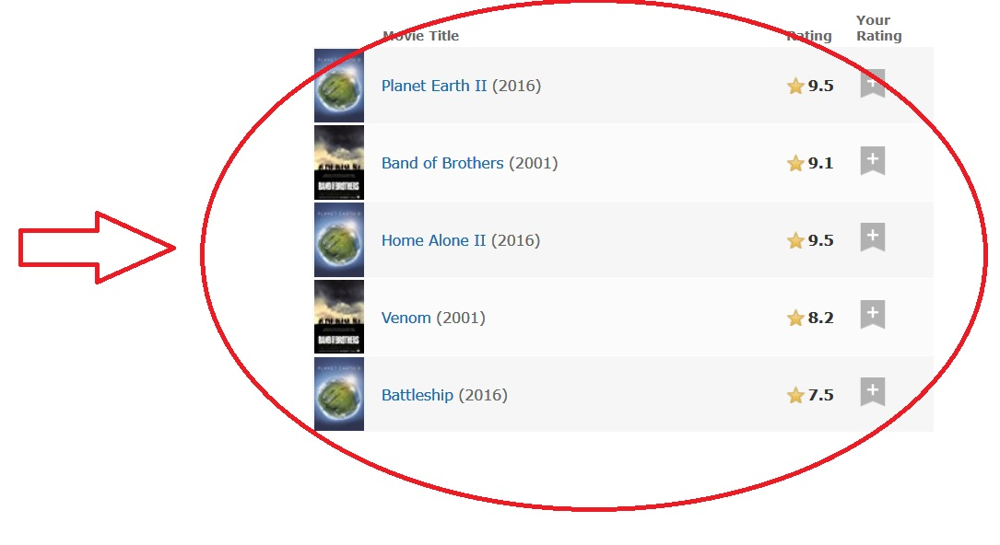 Your
Movie Title Rating Rating
PLANET EARTH II
Planet Earth II (2016) 9.5
Band of Brothers (2001) 9.1
BAND OF BROTHERS
PLANET EARTH II
Home Alone II (2016) 9.5
Venom (2001) 8.2
BAND OF BROTHERS
PLANET EARTH II
Battleship (2016) 7.5